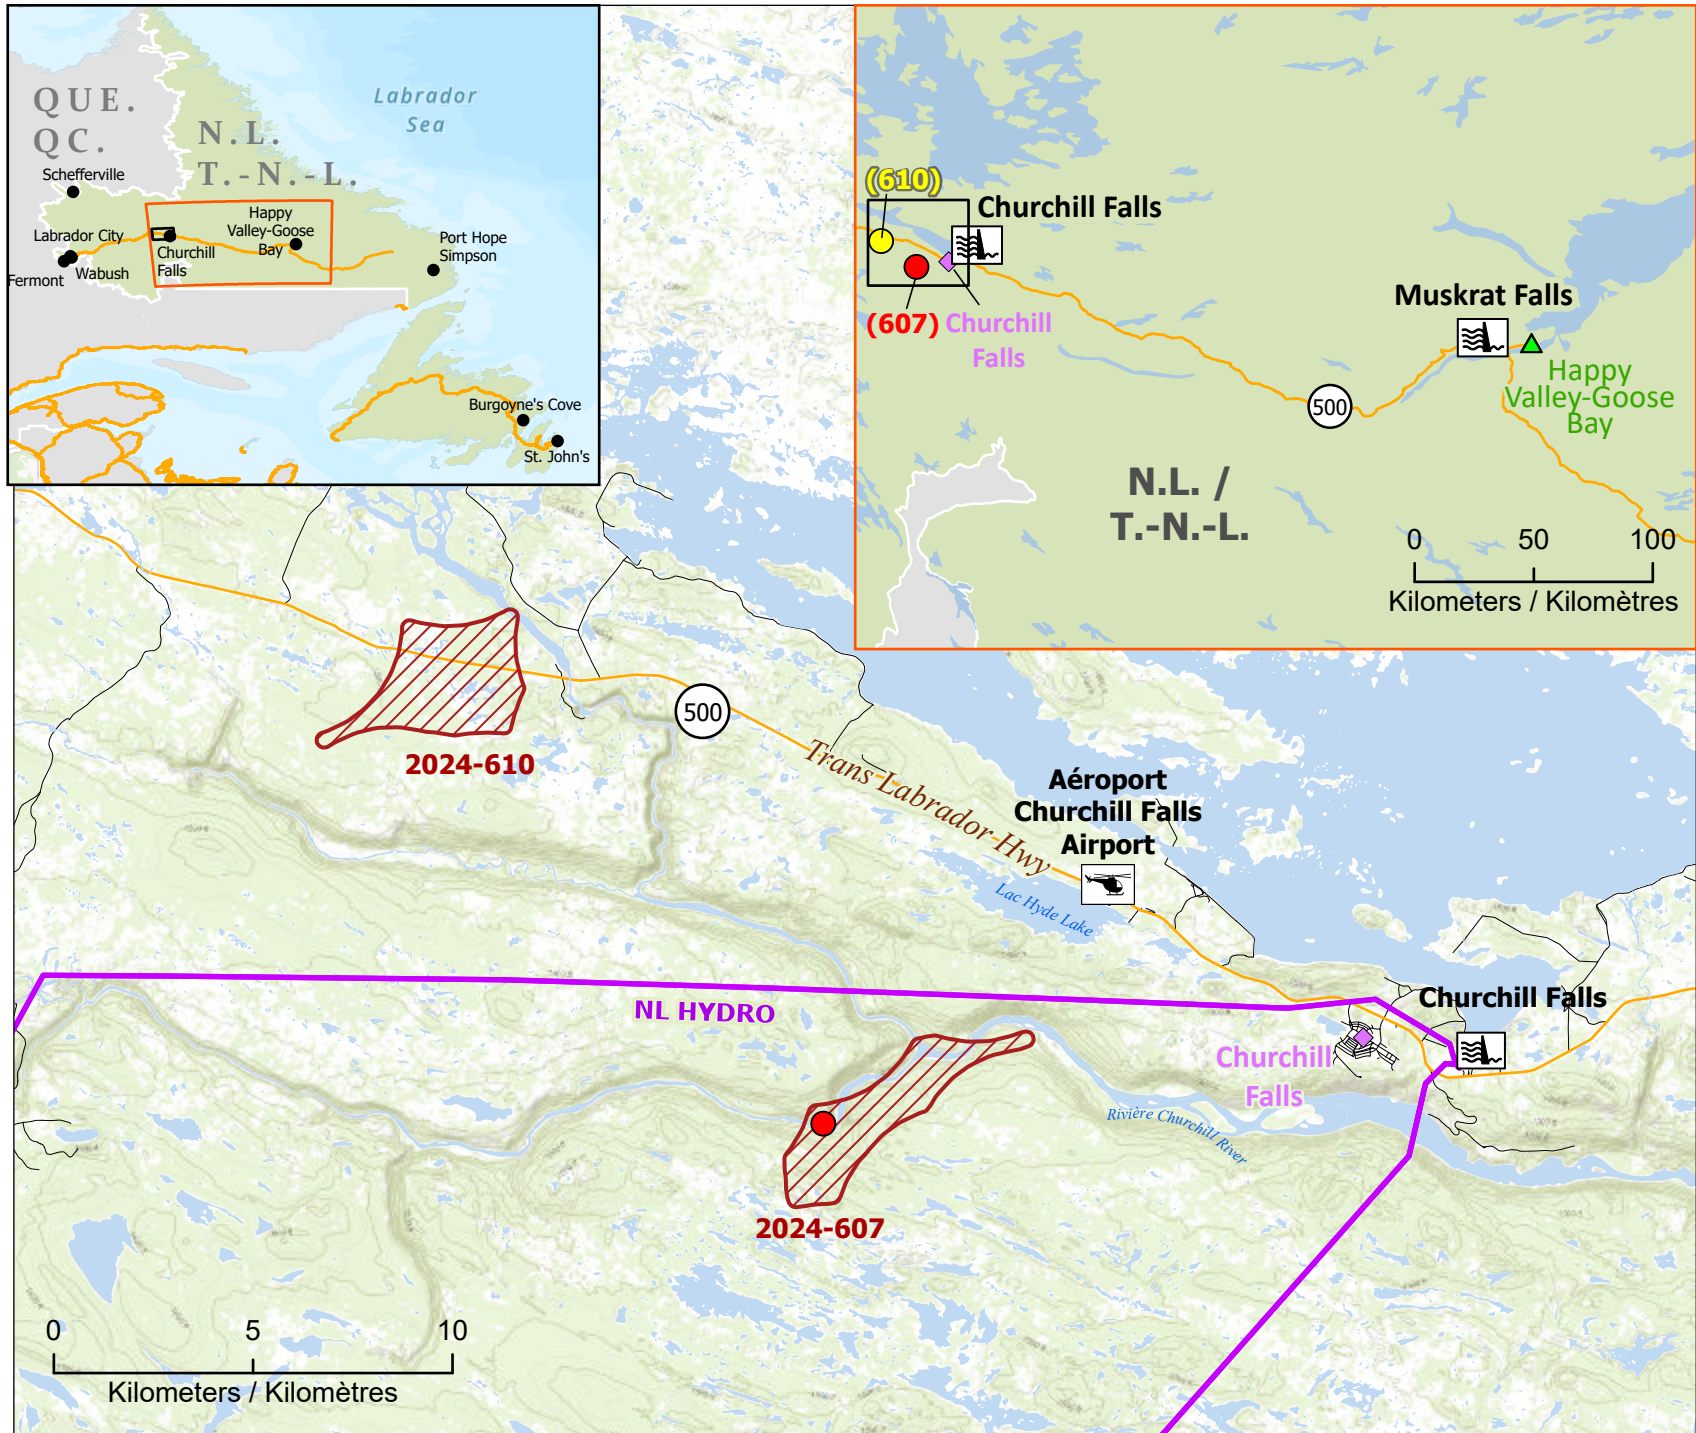 QUE.
QC.
N.L.
T.-N.-L.
Labrador
Sea
Schefferville
Labrador City
Fermont
Wabush
Churchill
Falls
Happy
Valley-Goose
Bay
Port Hope
Simpson
Burgoyne's Cove
St. John's
(610)
Churchill Falls
(607)
Churchill
Falls
Muskrat Falls
Happy
Valley-Goose
Bay
500
N.L. /
T.-N.-L.
0 50 100
Kilometers / Kilomètres
2024-610
500
Trans Labrador Hwy
Aéroport
Churchill Falls
Airport
Lac Hyde Lake
NL HYDRO
Churchill Falls
Churchill
Falls
Rivière Churchill River
2024-607
0 5 10
Kilometers / Kilomètres